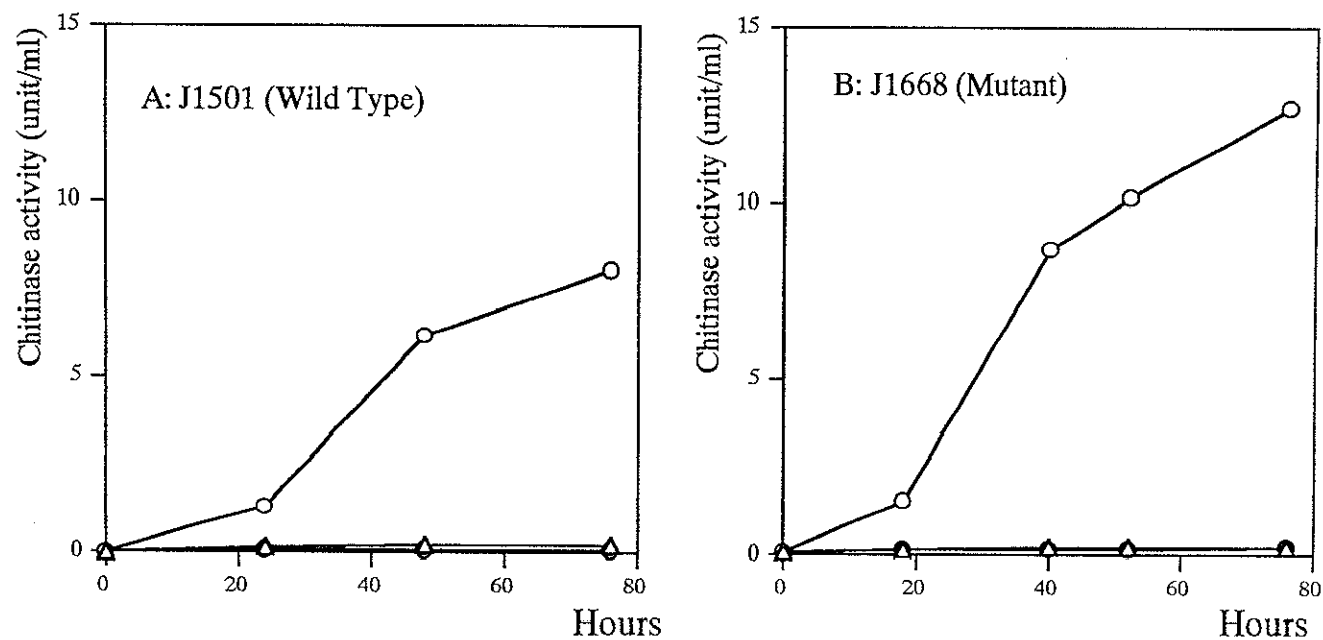 15
10
5
0
Chitinase activity (unit/ml)
A: J1501 (Wild Type)
0 20 40 60 80
Hours
15
10
5
0
Chitinase activity (unit/ml)
B: J1668 (Mutant)
0 20 40 60 80
Hours